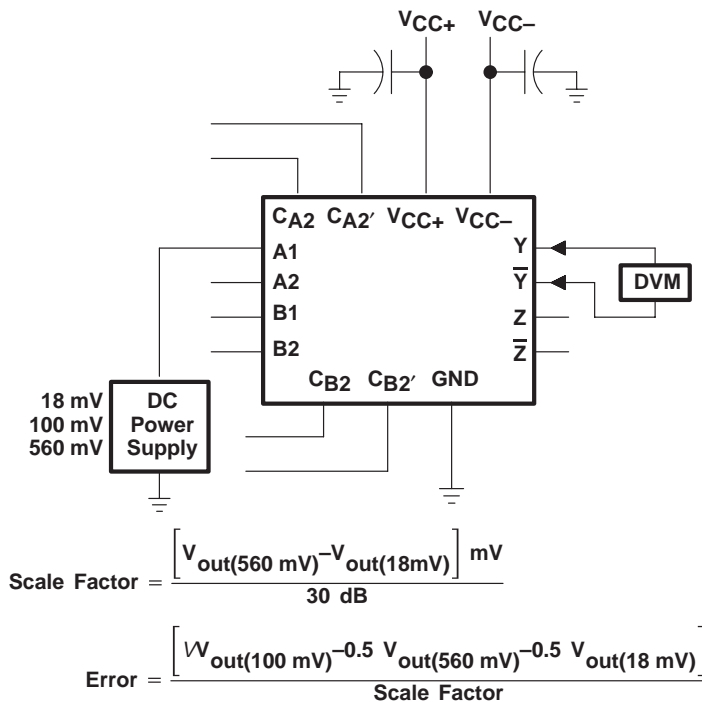 VCC+ VCC–
CA2 CA2′ VCC+ VCC–
A1 Y
A2 Y̅ DVM
B1 Z
B2 Z̅
CB2 CB2′ GND
18 mV DC
100 mV Power
560 mV Supply
[Vout(560 mV)–Vout(18mV)] mV
Scale Factor =
30 dB
[Vout(100 mV)–0.5 Vout(560 mV)–0.5 Vout(18 mV)]
Error =
Scale Factor